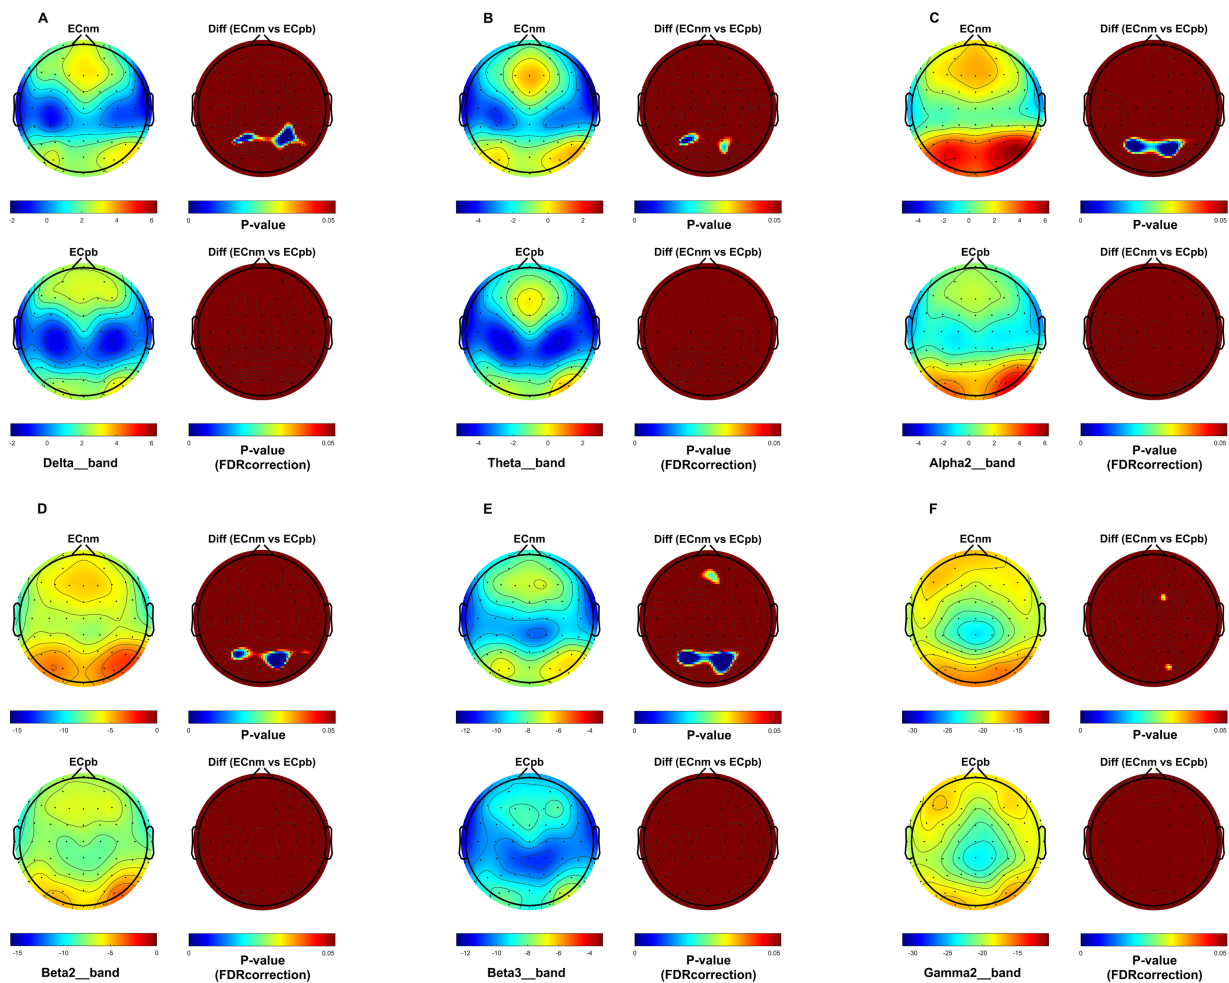 A
B
C
ECnm
Diff (ECnm vs ECpb)
ECnm
Diff (ECnm vs ECpb)
ECnm
Diff (ECnm vs ECpb)
-2 0 2 4 6
0 0.05
-4 -2 0 2
0 0.05
-4 -2 0 2 4 6
0 0.05
P-value
P-value
P-value
ECpb
Diff (ECnm vs ECpb)
ECpb
Diff (ECnm vs ECpb)
ECpb
Diff (ECnm vs ECpb)
-2 0 2 4 6
0 0.05
-4 -2 0 2
0 0.05
-4 -2 0 2 4 6
0 0.05
Delta__band
P-value
(FDRcorrection)
Theta__band
P-value
(FDRcorrection)
Alpha2__band
P-value
(FDRcorrection)
D
E
F
ECnm
Diff (ECnm vs ECpb)
ECnm
Diff (ECnm vs ECpb)
ECnm
Diff (ECnm vs ECpb)
-15 -10 -5 0
0 0.05
-12 -10 -8 -6 -4
0 0.05
-30 -25 -20 -15
0 0.05
P-value
P-value
P-value
ECpb
Diff (ECnm vs ECpb)
ECpb
Diff (ECnm vs ECpb)
ECpb
Diff (ECnm vs ECpb)
-15 -10 -5 0
0 0.05
-12 -10 -8 -6 -4
0 0.05
-30 -25 -20 -15
0 0.05
Beta2__band
P-value
(FDRcorrection)
Beta3__band
P-value
(FDRcorrection)
Gamma2__band
P-value
(FDRcorrection)